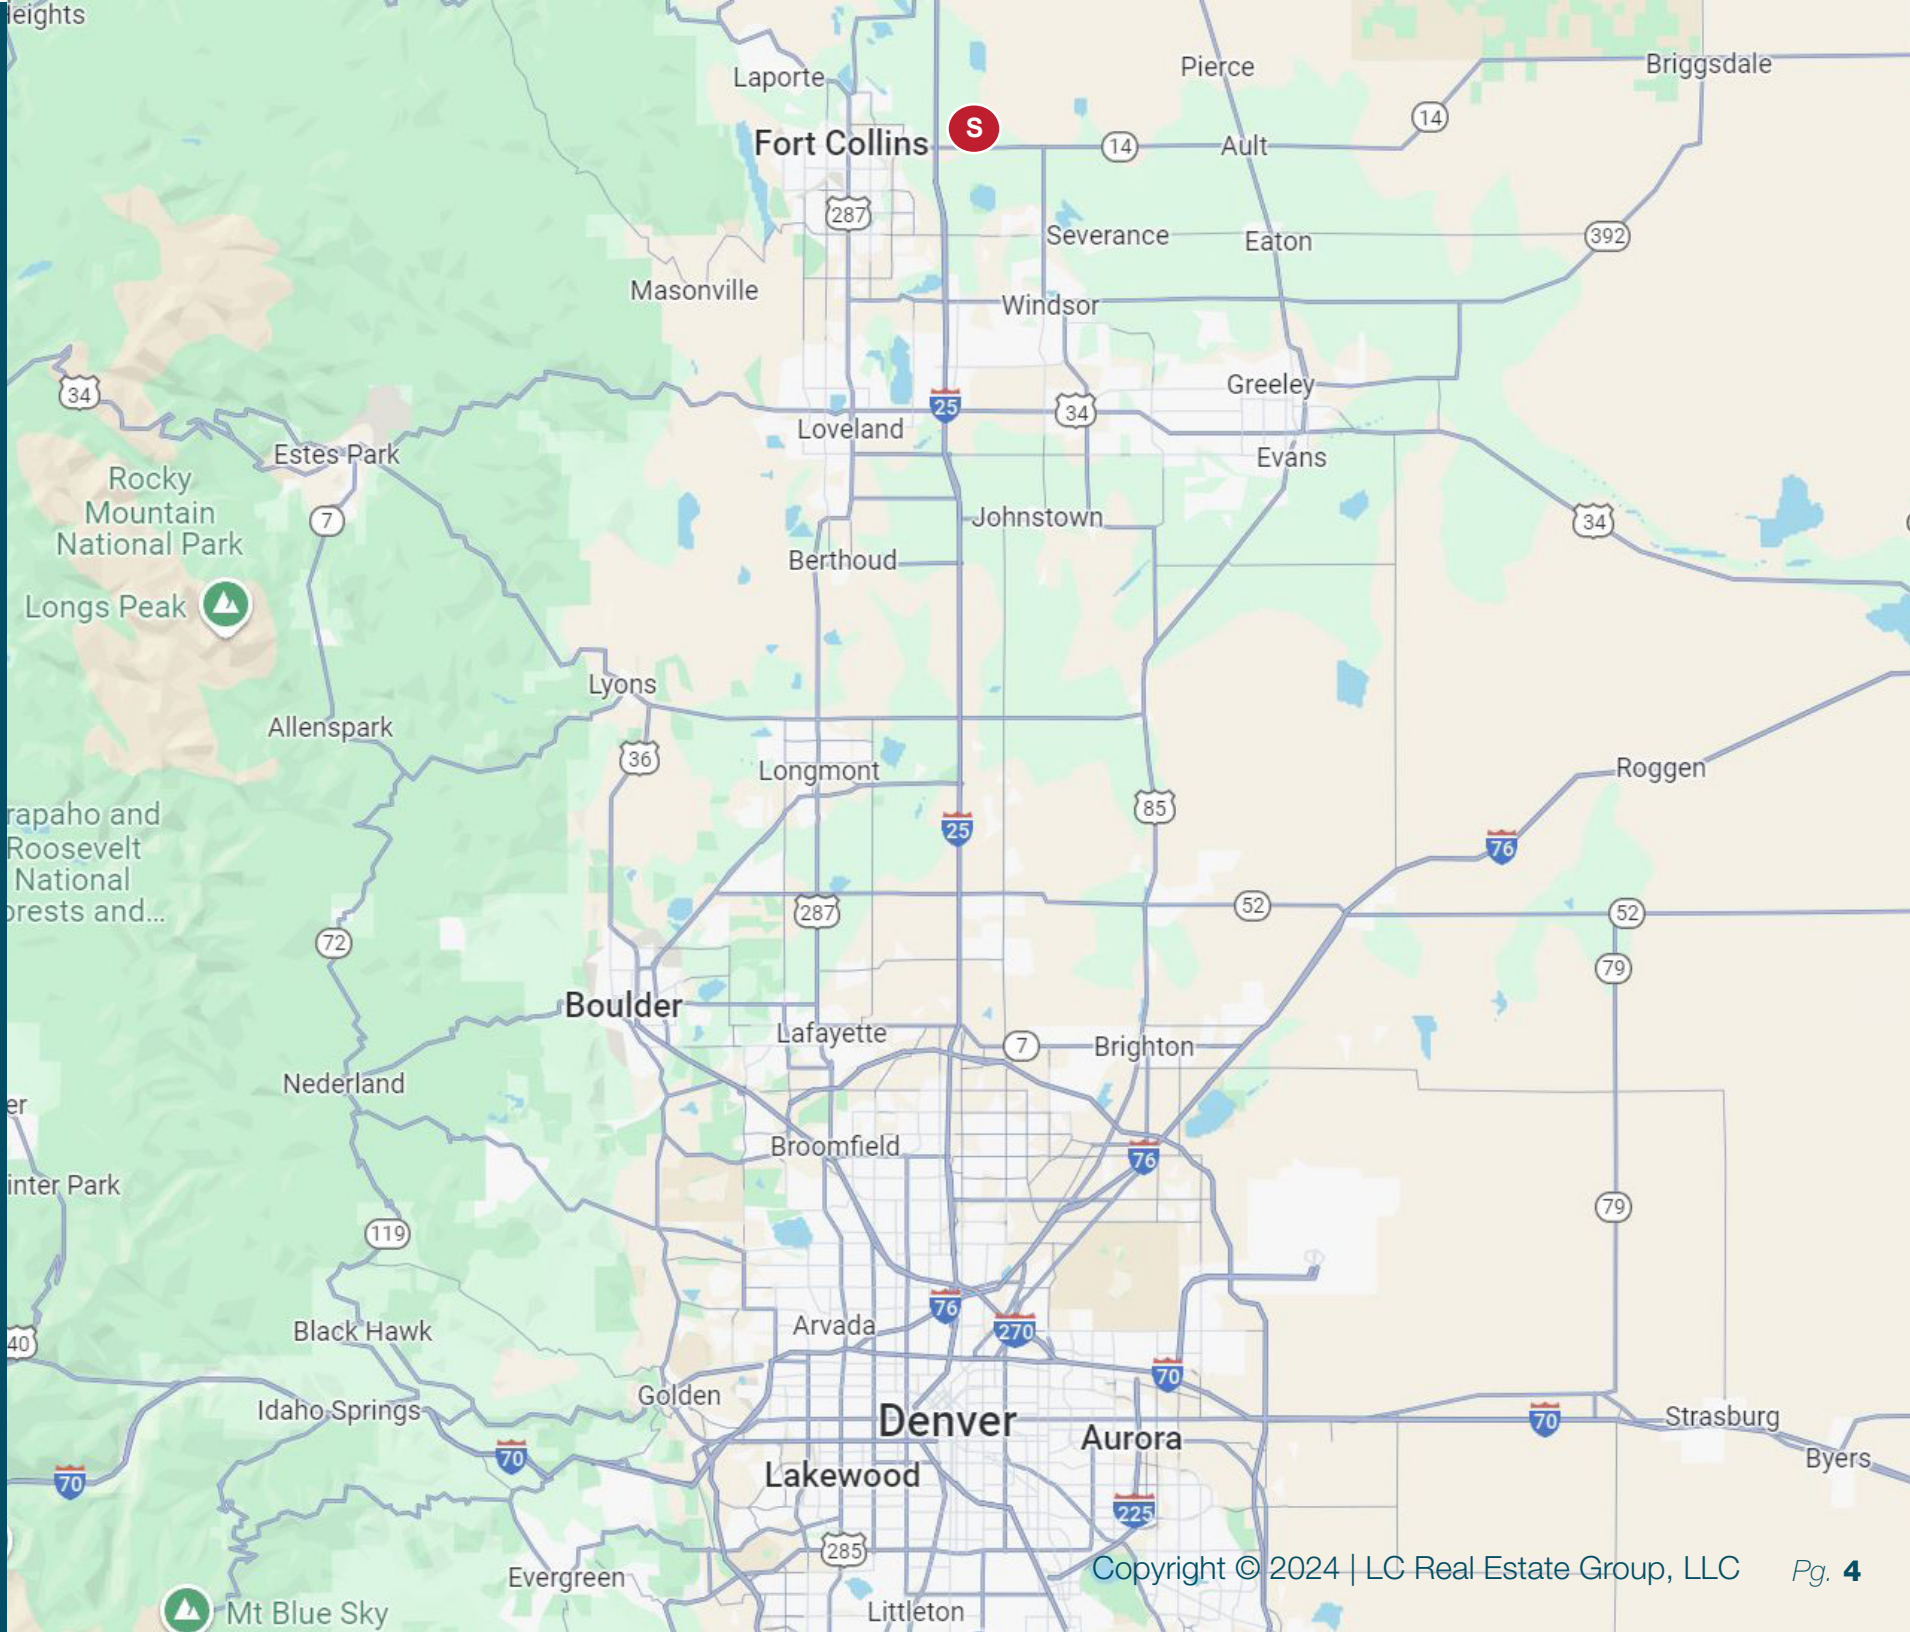 Heights
Laporte
Pierce
Briggsdale
14
S
Fort Collins
14
Ault
287
Severance
Eaton
392
Masonville
Windsor
34
25
34
Greeley
Loveland
Estes Park
Evans
Rocky
Mountain
National Park
7
Johnstown
34
Berthoud
Longs Peak
Lyons
Allenspark
36
Longmont
Roggen
85
25
76
rapaho and
Roosevelt
National
orests and...
287
52
52
72
79
Boulder
Lafayette
7
Brighton
Nederland
er
Broomfield
76
inter Park
79
119
76
Arvada
270
Black Hawk
40
70
Golden
Idaho Springs
Denver
70
Strasburg
Aurora
70
70
Lakewood
Byers
225
285
Evergreen
Copyright © 2024 | LC Real Estate Group, LLC Pg. 4
Mt Blue Sky
Littleton